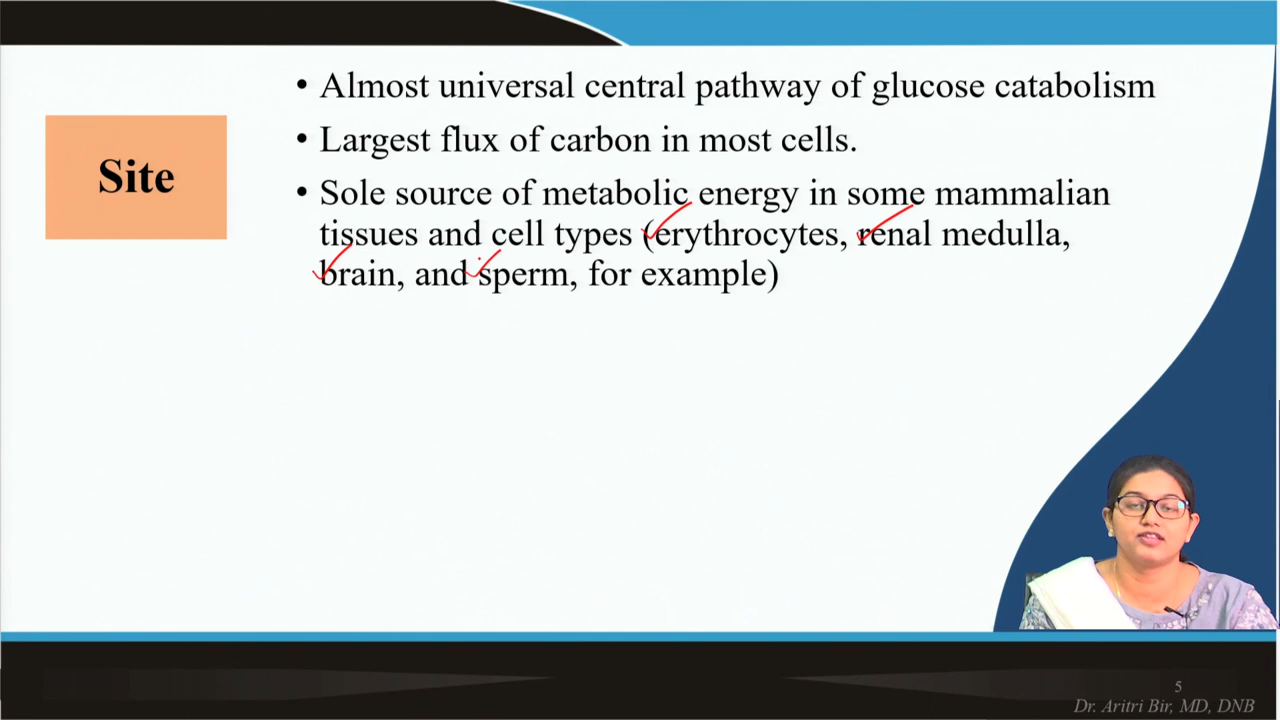 Site
• Almost universal central pathway of glucose catabolism
• Largest flux of carbon in most cells.
• Sole source of metabolic energy in some mammalian
tissues and cell types (erythrocytes, renal medulla,
brain, and sperm, for example)
5
Dr. Aritri Bir, MD, DNB